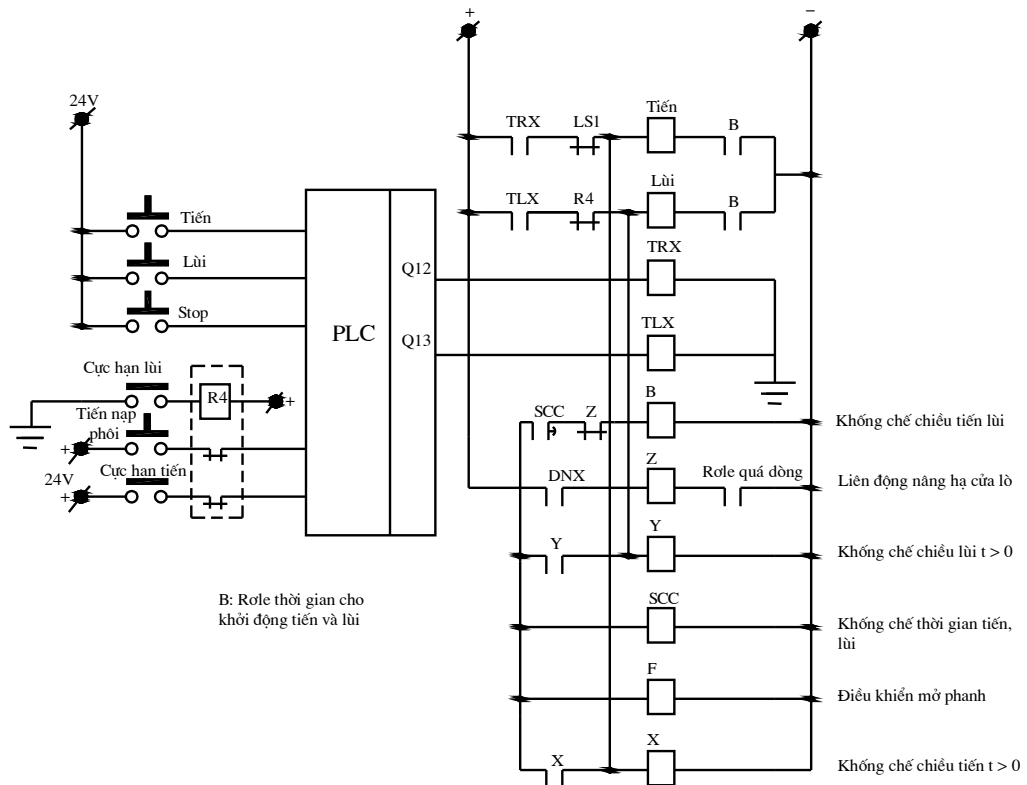 +
−
24V
Tiến
TRX
LS1
B
Lùi
TLX
R4
B
Tiến
Lùi
Stop
PLC
Q12
Q13
TRX
TLX
Cực hạn lùi
R4
+
Tiến nạp
phôi
+
Cực han tiến
24V
+
B
SCC
Z
Khống chế chiều tiến lùi
DNX
Z
Rơle quá dòng
Liên động nâng hạ cửa lò
Y
Y
Khống chế chiều lùi t > 0
B: Rơle thời gian cho
khởi động tiến và lùi
SCC
Khống chế thời gian tiến,
lùi
F
Điều khiển mở phanh
X
X
Khống chế chiều tiến t > 0